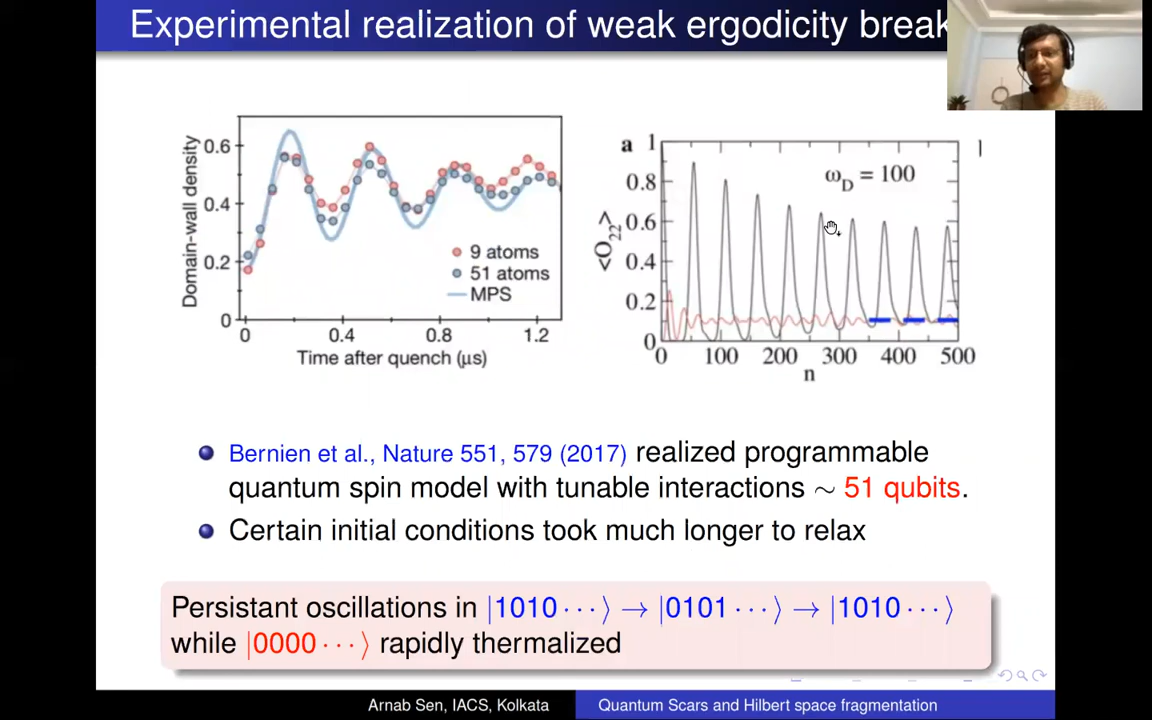 Experimental realization of weak ergodicity break
Domain-wall density
0.6
0.4
0.2
0
9 atoms
51 atoms
MPS
0 0.4 0.8 1.2
Time after quench (μs)
a
<O22>
1
0.8
0.6
0.4
0.2
0
ωD = 100
0 100 200 300 400 500
n
Bernien et al., Nature 551, 579 (2017) realized programmable
quantum spin model with tunable interactions ∼ 51 qubits.
Certain initial conditions took much longer to relax
Persistant oscillations in |1010 · · ·⟩ → |0101 · · ·⟩ → |1010 · · ·⟩
while |0000 · · ·⟩ rapidly thermalized
Arnab Sen, IACS, Kolkata Quantum Scars and Hilbert space fragmentation